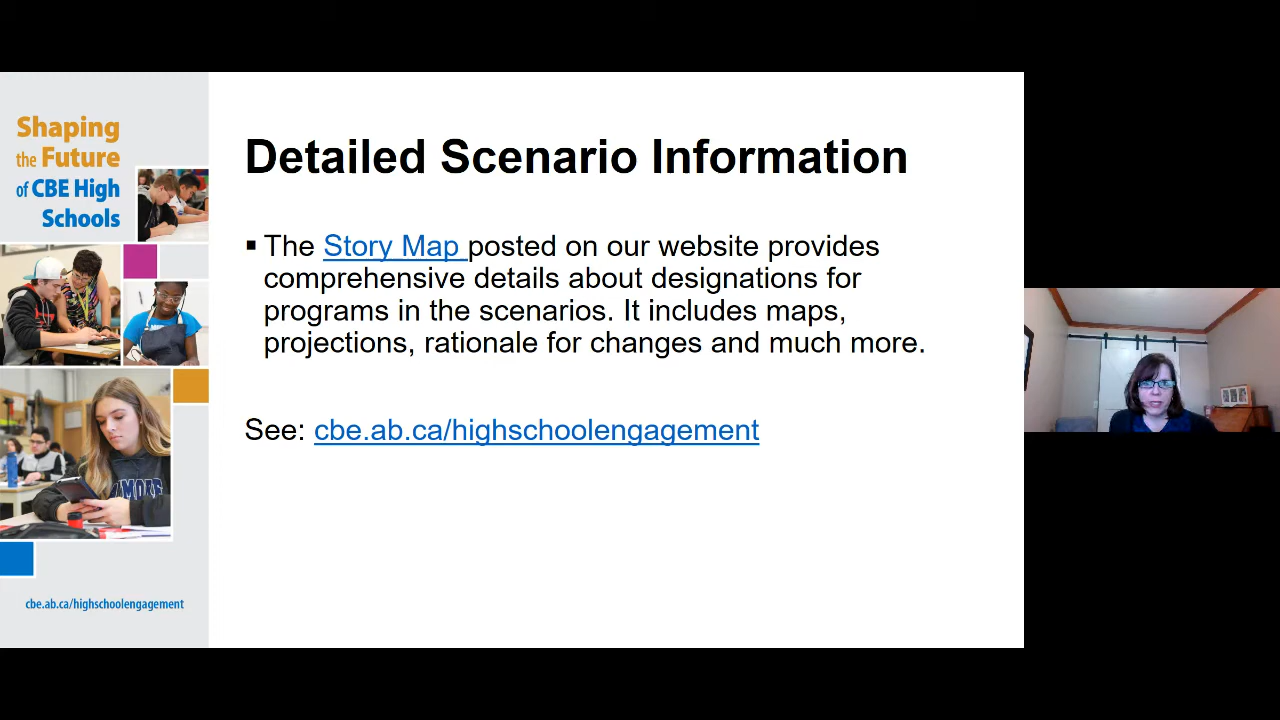 Shaping
the Future
of CBE High
Schools
Detailed Scenario Information
▪ The Story Map posted on our website provides
comprehensive details about designations for
programs in the scenarios. It includes maps,
projections, rationale for changes and much more.
See: cbe.ab.ca/highschoolengagement
cbe.ab.ca/highschoolengagement